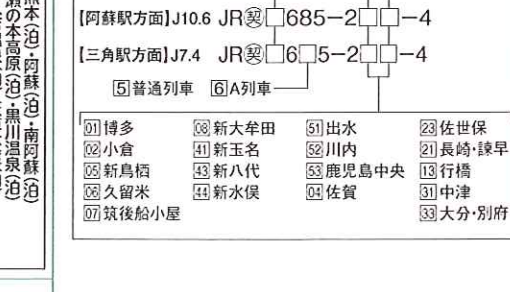 熊本(泊)・阿蘇(泊)・南阿蘇(泊)
瀬の本高原(泊)・黒川温泉(泊)
【阿蘇駅方面】J10.6 JR契□685-2□□-4
【三角駅方面】J7.4 JR契□6□5-2□□-4
5普通列車 6A列車
01博多 08新大牟田 51出水 23佐世保
02小倉 41新玉名 52川内 21長崎・諫早
05新鳥栖 43新八代 53鹿児島中央 13行橋
06久留米 44新水俣 04佐賀 31中津
07筑後船小屋 33大分・別府